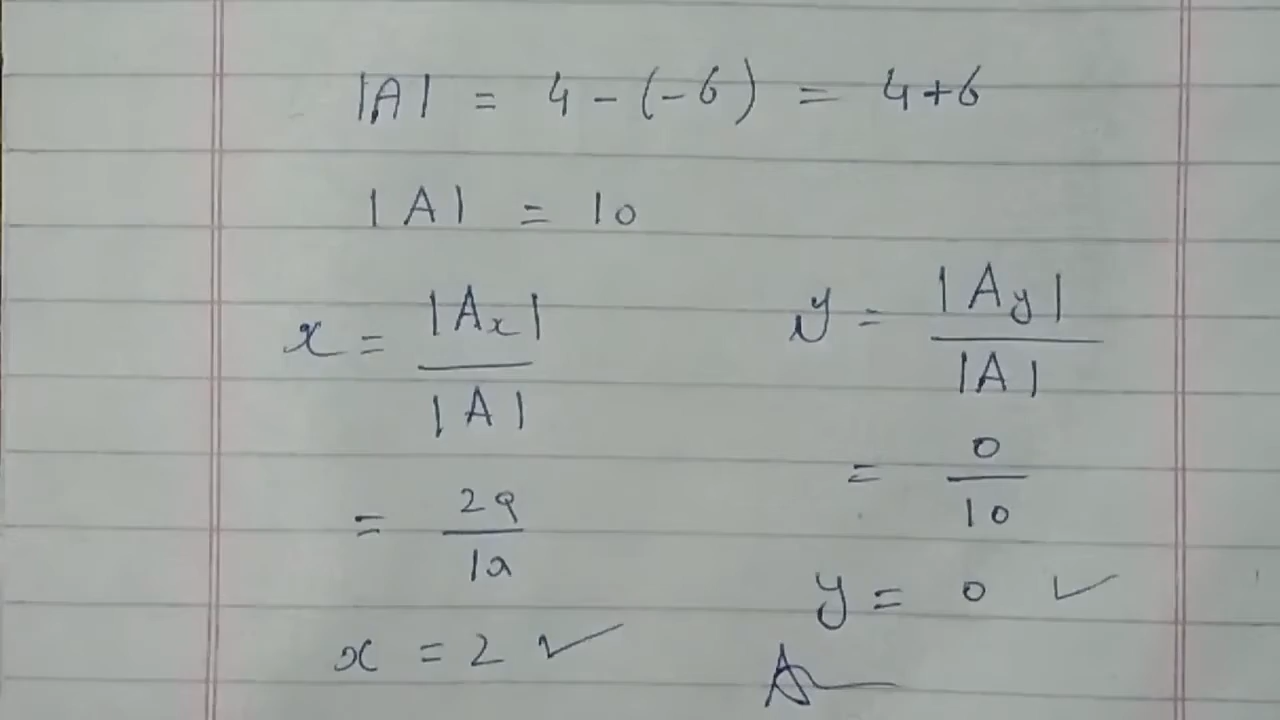 |A| = 4 - (-6) = 4+6
|A| = 10
x = |Ax| / |A|
y = |Ay| / |A|
= 20 / 10
= 0 / 10
x = 2 ✓
y = 0 ✓